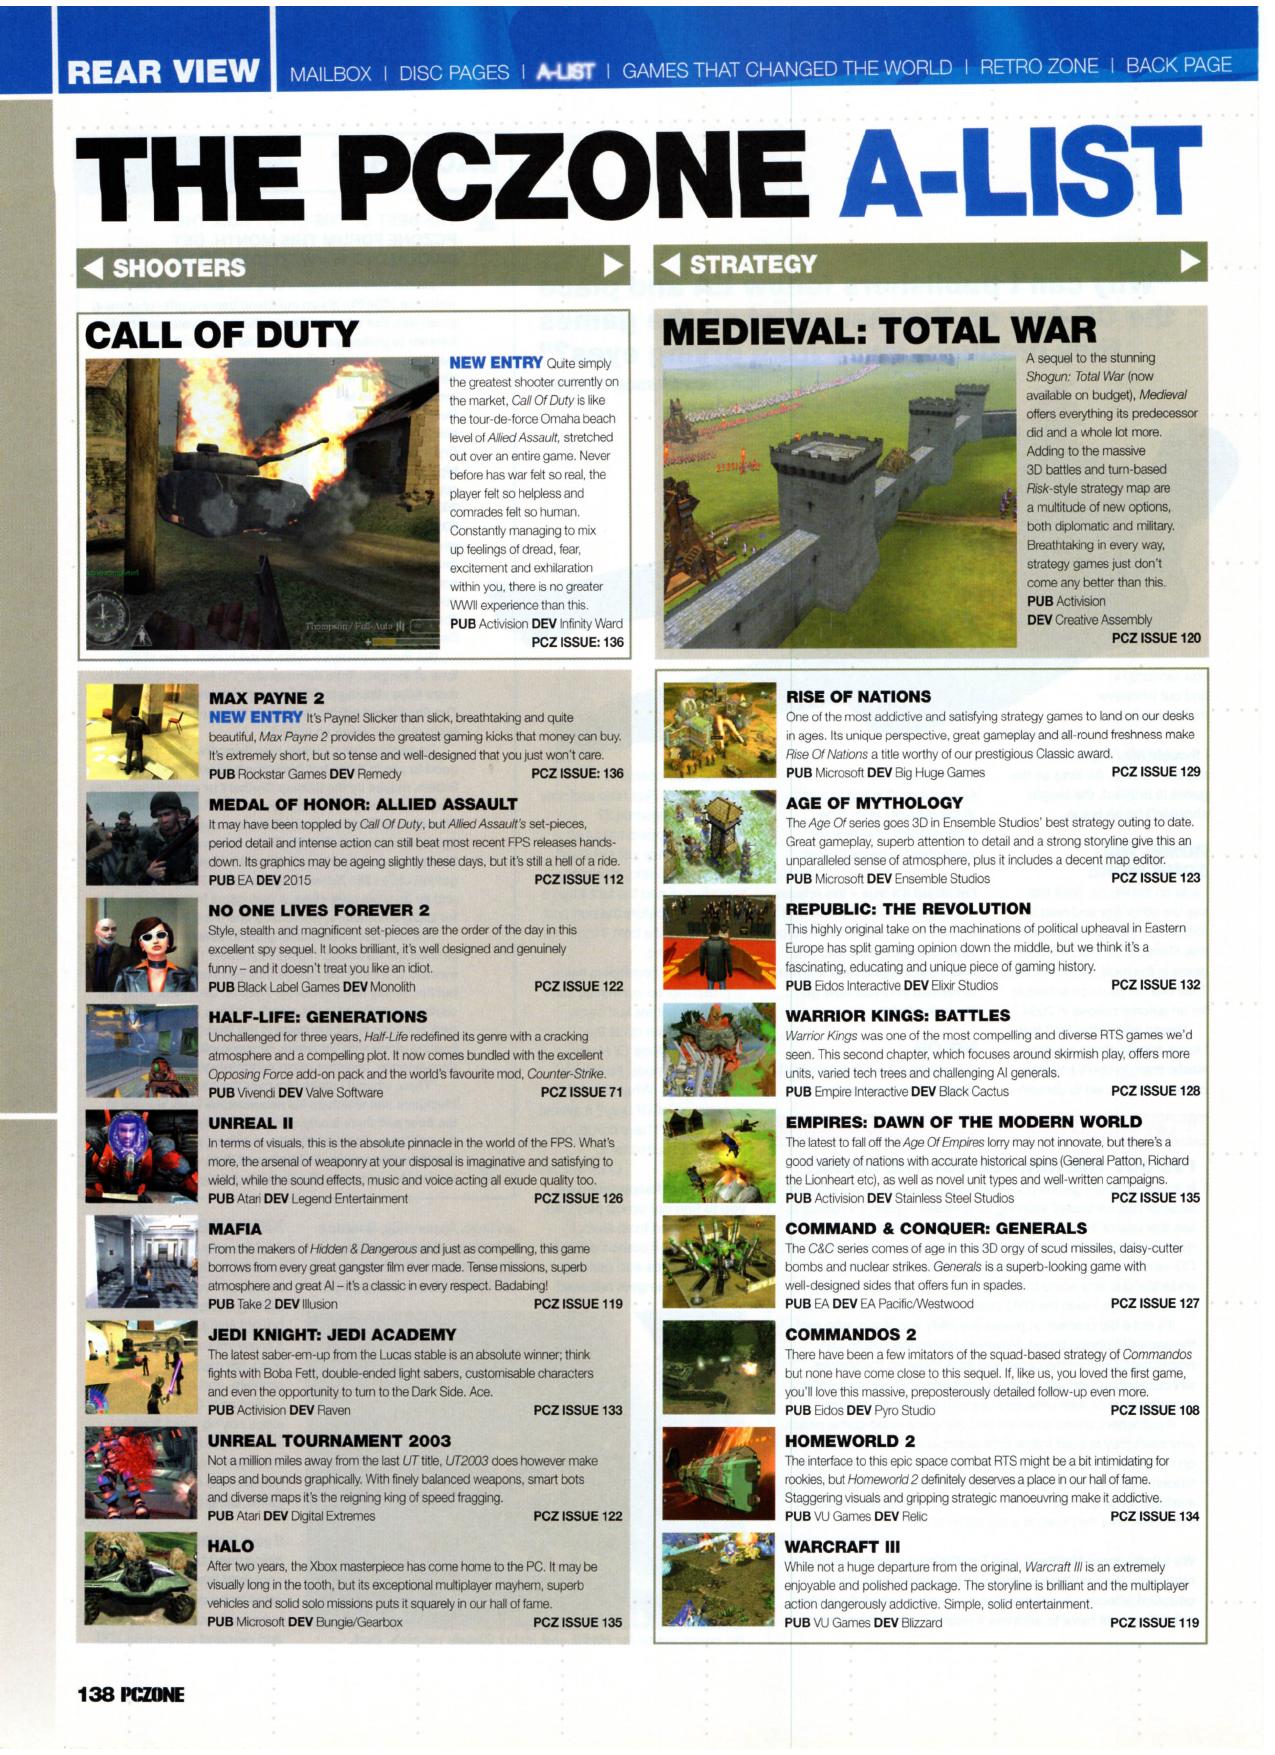 REAR VIEW
MAILBOX | DISC PAGES | A-LIST | GAMES THAT CHANGED THE WORLD | RETRO ZONE | BACK PAGE
THE PCZONE A-LIST
SHOOTERS
CALL OF DUTY
NEW ENTRY Quite simply
the greatest shooter currently on
the market, Call Of Duty is like
the tour-de-force Omaha beach
level of Allied Assault, stretched
out over an entire game. Never
before has war felt so real, the
player felt so helpless and
comrades felt so human.
Constantly managing to mix
up feelings of dread, fear,
excitement and exhilaration
within you, there is no greater
WWII experience than this.
PUB Activision DEV Infinity Ward
PCZ ISSUE: 136
Thompson / Full-Auto
MAX PAYNE 2
NEW ENTRY It's Payne! Slicker than slick, breathtaking and quite
beautiful, Max Payne 2 provides the greatest gaming kicks that money can buy.
It's extremely short, but so tense and well-designed that you just won't care.
PUB Rockstar Games DEV Remedy PCZ ISSUE: 136
MEDAL OF HONOR: ALLIED ASSAULT
It may have been toppled by Call Of Duty, but Allied Assault's set-pieces,
period detail and intense action can still beat most recent FPS releases hands-
down. Its graphics may be ageing slightly these days, but it's still a hell of a ride.
PUB EA DEV 2015 PCZ ISSUE 112
NO ONE LIVES FOREVER 2
Style, stealth and magnificent set-pieces are the order of the day in this
excellent spy sequel. It looks brilliant, it's well designed and genuinely
funny – and it doesn't treat you like an idiot.
PUB Black Label Games DEV Monolith PCZ ISSUE 122
HALF-LIFE: GENERATIONS
Unchallenged for three years, Half-Life redefined its genre with a cracking
atmosphere and a compelling plot. It now comes bundled with the excellent
Opposing Force add-on pack and the world's favourite mod, Counter-Strike.
PUB Vivendi DEV Valve Software PCZ ISSUE 71
UNREAL II
In terms of visuals, this is the absolute pinnacle in the world of the FPS. What's
more, the arsenal of weaponry at your disposal is imaginative and satisfying to
wield, while the sound effects, music and voice acting all exude quality too.
PUB Atari DEV Legend Entertainment PCZ ISSUE 126
MAFIA
From the makers of Hidden & Dangerous and just as compelling, this game
borrows from every great gangster film ever made. Tense missions, superb
atmosphere and great AI – it's a classic in every respect. Badabing!
PUB Take 2 DEV Illusion PCZ ISSUE 119
JEDI KNIGHT: JEDI ACADEMY
The latest saber-em-up from the Lucas stable is an absolute winner; think
fights with Boba Fett, double-ended light sabers, customisable characters
and even the opportunity to turn to the Dark Side. Ace.
PUB Activision DEV Raven PCZ ISSUE 133
UNREAL TOURNAMENT 2003
Not a million miles away from the last UT title, UT2003 does however make
leaps and bounds graphically. With finely balanced weapons, smart bots
and diverse maps it's the reigning king of speed fragging.
PUB Atari DEV Digital Extremes PCZ ISSUE 122
HALO
After two years, the Xbox masterpiece has come home to the PC. It may be
visually long in the tooth, but its exceptional multiplayer mayhem, superb
vehicles and solid solo missions puts it squarely in our hall of fame.
PUB Microsoft DEV Bungie/Gearbox PCZ ISSUE 135
STRATEGY
MEDIEVAL: TOTAL WAR
A sequel to the stunning
Shogun: Total War (now
available on budget), Medieval
offers everything its predecessor
did and a whole lot more.
Adding to the massive
3D battles and turn-based
Risk-style strategy map are
a multitude of new options,
both diplomatic and military.
Breathtaking in every way,
strategy games just don't
come any better than this.
PUB Activision
DEV Creative Assembly
PCZ ISSUE 120
RISE OF NATIONS
One of the most addictive and satisfying strategy games to land on our desks
in ages. Its unique perspective, great gameplay and all-round freshness make
Rise Of Nations a title worthy of our prestigious Classic award.
PUB Microsoft DEV Big Huge Games PCZ ISSUE 129
AGE OF MYTHOLOGY
The Age Of series goes 3D in Ensemble Studios' best strategy outing to date.
Great gameplay, superb attention to detail and a strong storyline give this an
unparalleled sense of atmosphere, plus it includes a decent map editor.
PUB Microsoft DEV Ensemble Studios PCZ ISSUE 123
REPUBLIC: THE REVOLUTION
This highly original take on the machinations of political upheaval in Eastern
Europe has split gaming opinion down the middle, but we think it's a
fascinating, educating and unique piece of gaming history.
PUB Eidos Interactive DEV Elixir Studios PCZ ISSUE 132
WARRIOR KINGS: BATTLES
Warrior Kings was one of the most compelling and diverse RTS games we'd
seen. This second chapter, which focuses around skirmish play, offers more
units, varied tech trees and challenging AI generals.
PUB Empire Interactive DEV Black Cactus PCZ ISSUE 128
EMPIRES: DAWN OF THE MODERN WORLD
The latest to fall off the Age Of Empires lorry may not innovate, but there's a
good variety of nations with accurate historical spins (General Patton, Richard
the Lionheart etc), as well as novel unit types and well-written campaigns.
PUB Activision DEV Stainless Steel Studios PCZ ISSUE 135
COMMAND & CONQUER: GENERALS
The C&C series comes of age in this 3D orgy of scud missiles, daisy-cutter
bombs and nuclear strikes. Generals is a superb-looking game with
well-designed sides that offers fun in spades.
PUB EA DEV EA Pacific/Westwood PCZ ISSUE 127
COMMANDOS 2
There have been a few imitators of the squad-based strategy of Commandos
but none have come close to this sequel. If, like us, you loved the first game,
you'll love this massive, preposterously detailed follow-up even more.
PUB Eidos DEV Pyro Studio PCZ ISSUE 108
HOMEWORLD 2
The interface to this epic space combat RTS might be a bit intimidating for
rookies, but Homeworld 2 definitely deserves a place in our hall of fame.
Staggering visuals and gripping strategic manoeuvring make it addictive.
PUB VU Games DEV Relic PCZ ISSUE 134
WARCRAFT III
While not a huge departure from the original, Warcraft III is an extremely
enjoyable and polished package. The storyline is brilliant and the multiplayer
action dangerously addictive. Simple, solid entertainment.
PUB VU Games DEV Blizzard PCZ ISSUE 119
138 PCZONE